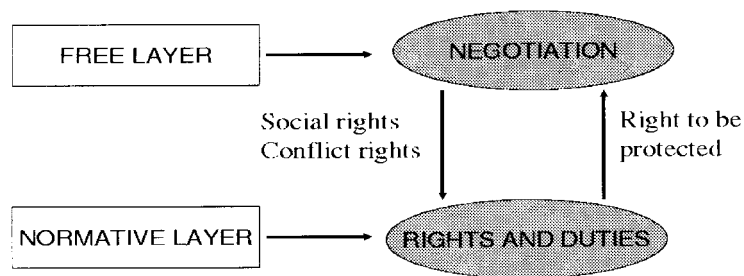 FREE LAYER
NEGOTIATION
Social rights
Conflict rights
Right to be
protected
NORMATIVE LAYER
RIGHTS AND DUTIES